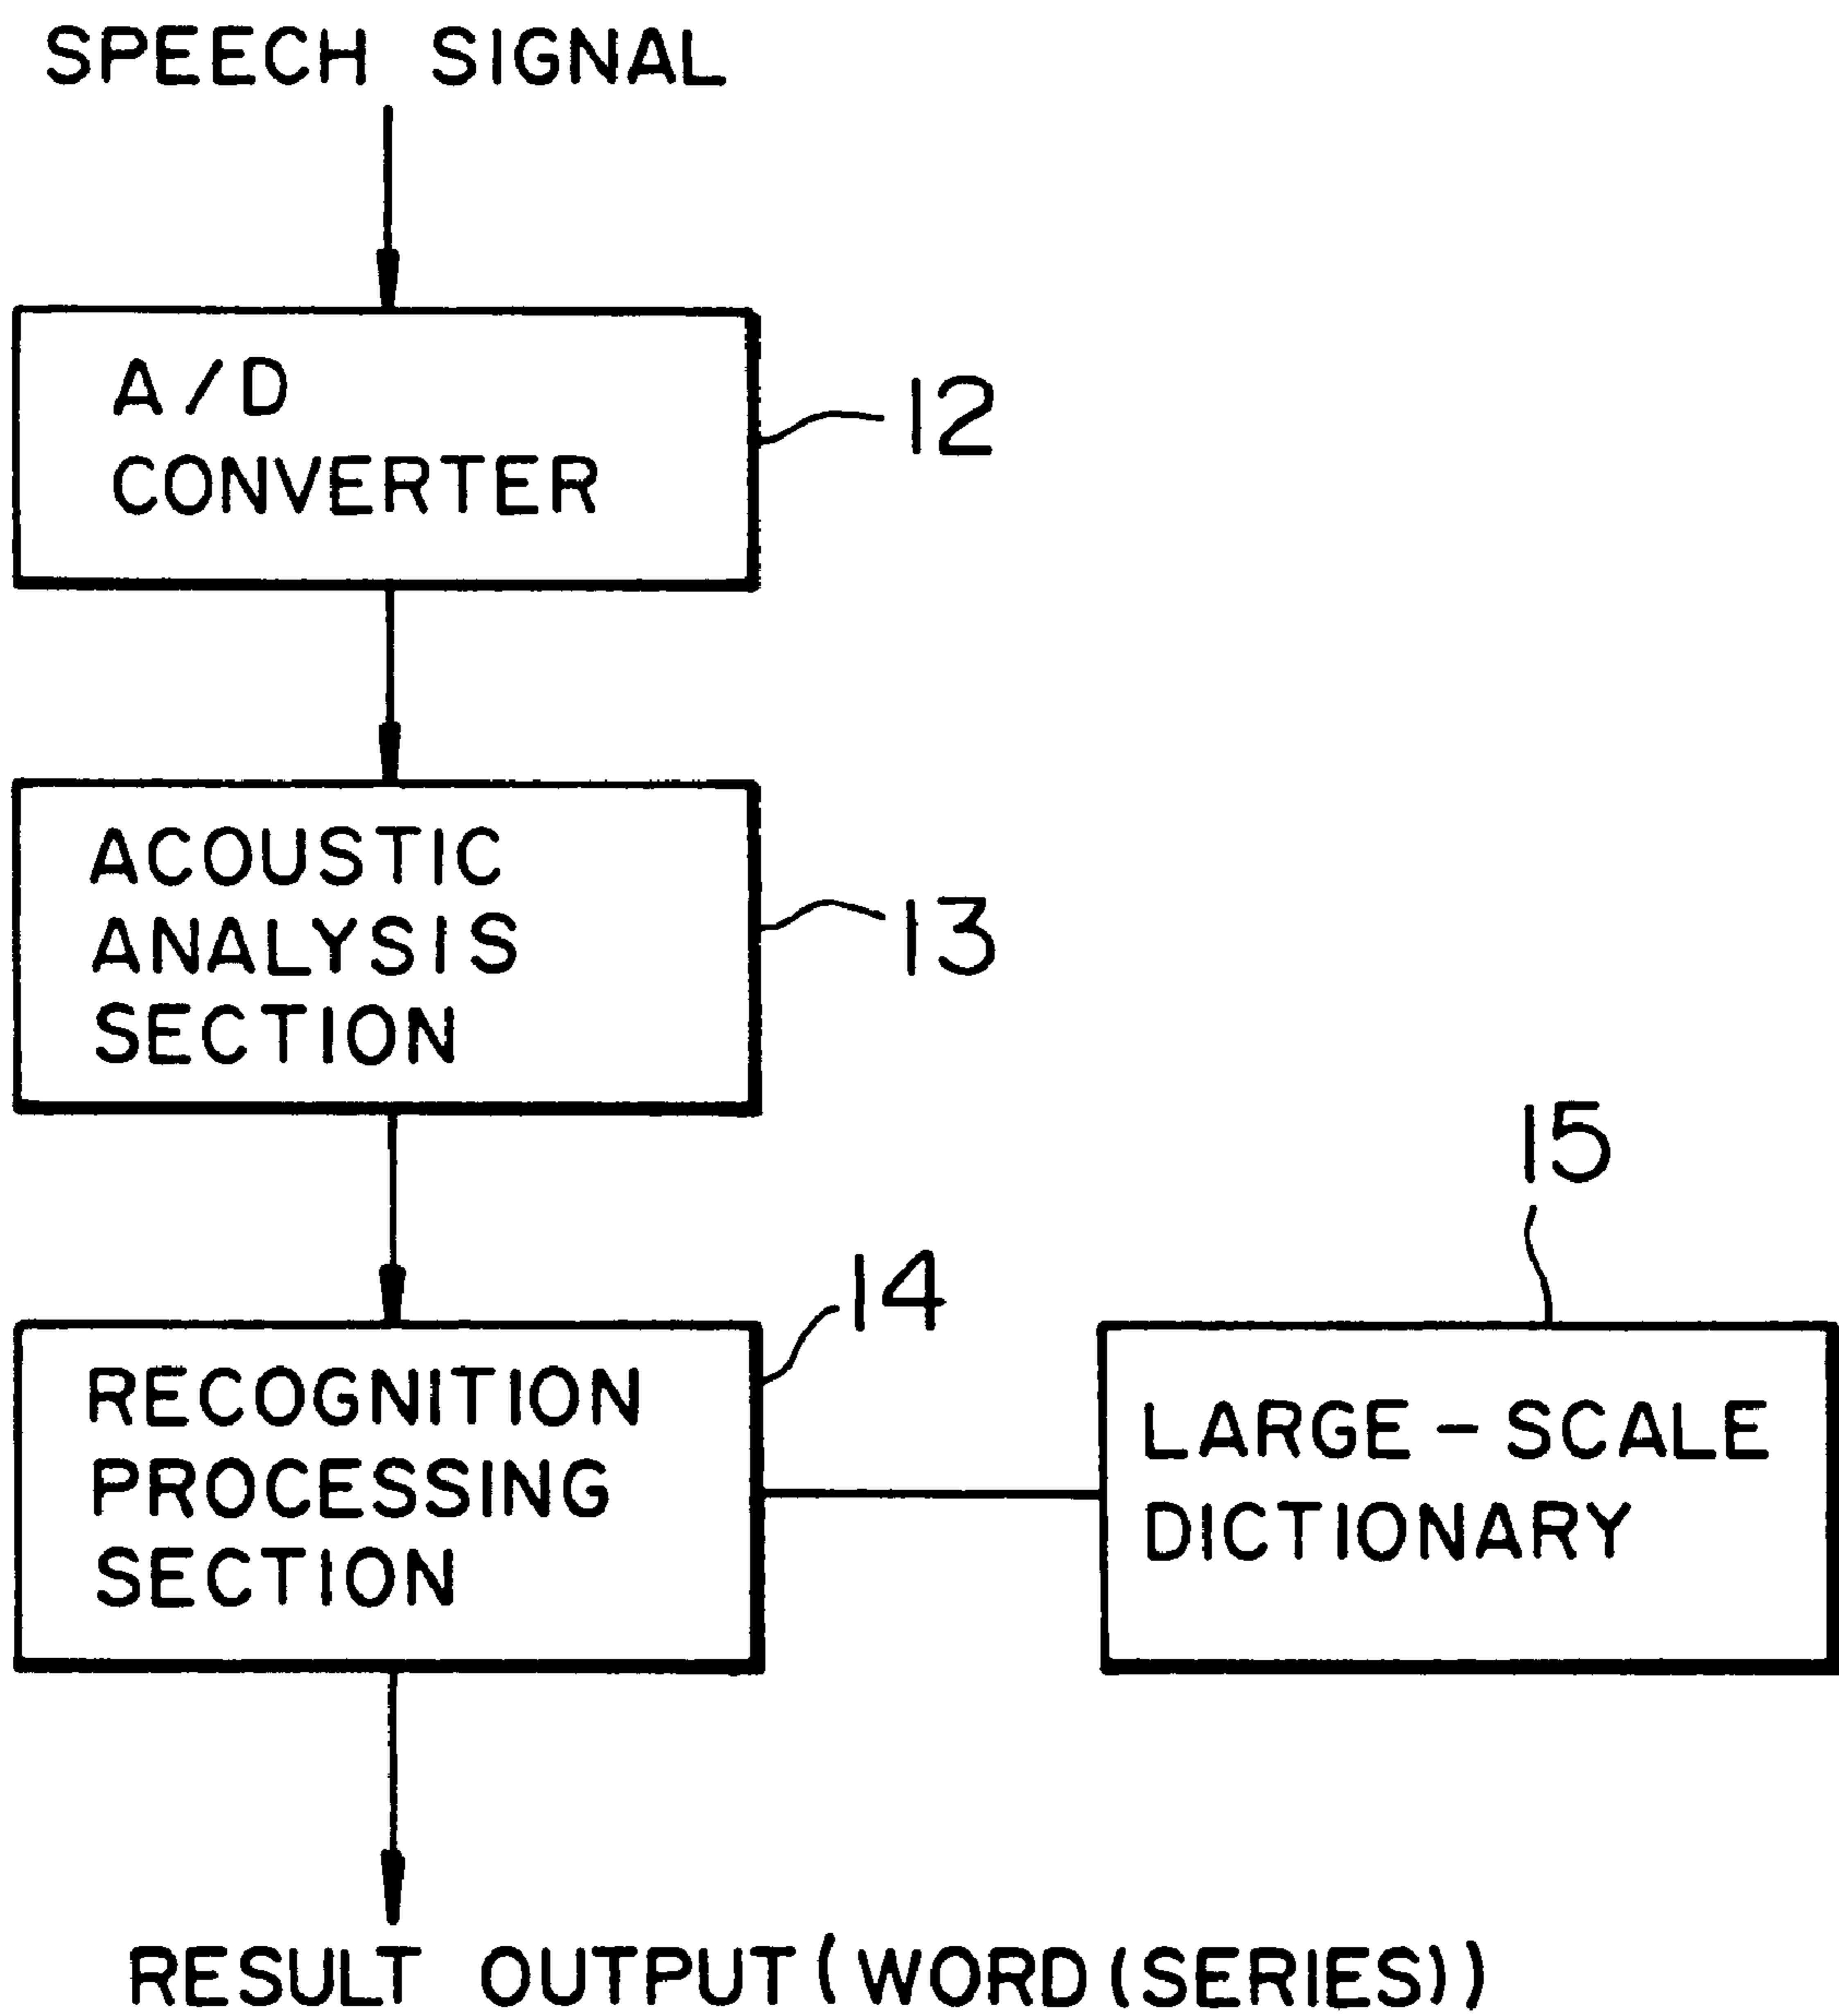 SPEECH SIGNAL
A/D
CONVERTER
12
ACOUSTIC
ANALYSIS
SECTION
13
15
14
RECOGNITION
PROCESSING
SECTION
LARGE-SCALE
DICTIONARY
RESULT OUTPUT(WORD(SERIES))